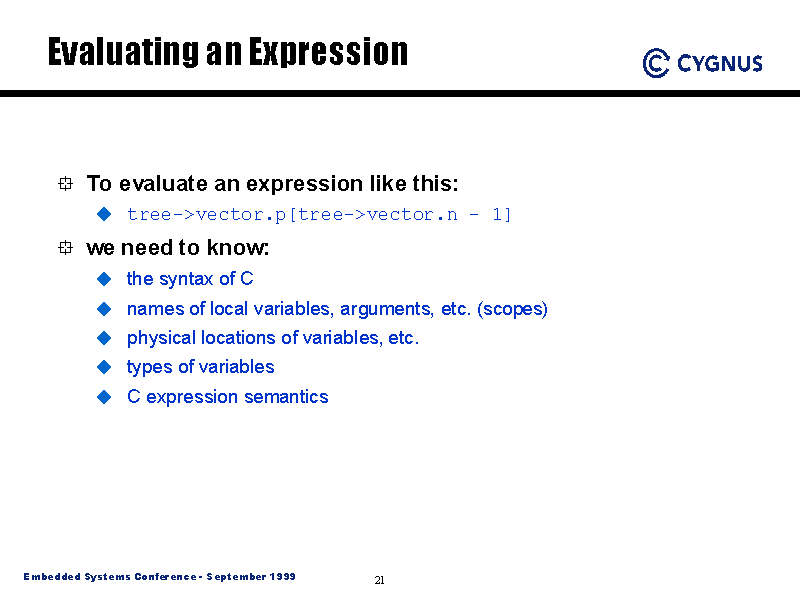 Evaluating an Expression
CYGNUS
To evaluate an expression like this:
tree->vector.p[tree->vector.n - 1]
we need to know:
the syntax of C
names of local variables, arguments, etc. (scopes)
physical locations of variables, etc.
types of variables
C expression semantics
Embedded Systems Conference - September 1999
21